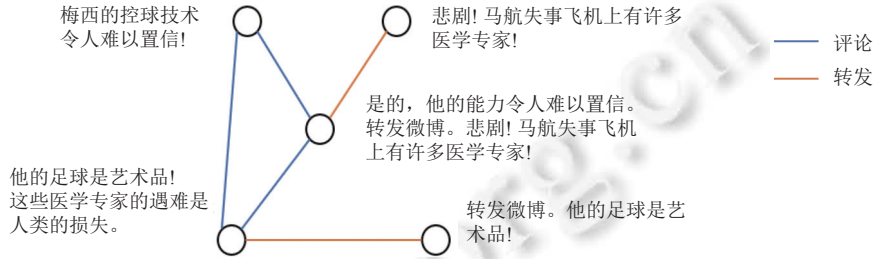 梅西的控球技术
令人难以置信!
悲剧! 马航失事飞机上有许多
医学专家!
评论
转发
是的，他的能力令人难以置信。
转发微博。悲剧! 马航失事飞机
上有许多医学专家!
他的足球是艺术品!
这些医学专家的遇难是
人类的损失。
转发微博。他的足球是艺
术品!
rg.cn